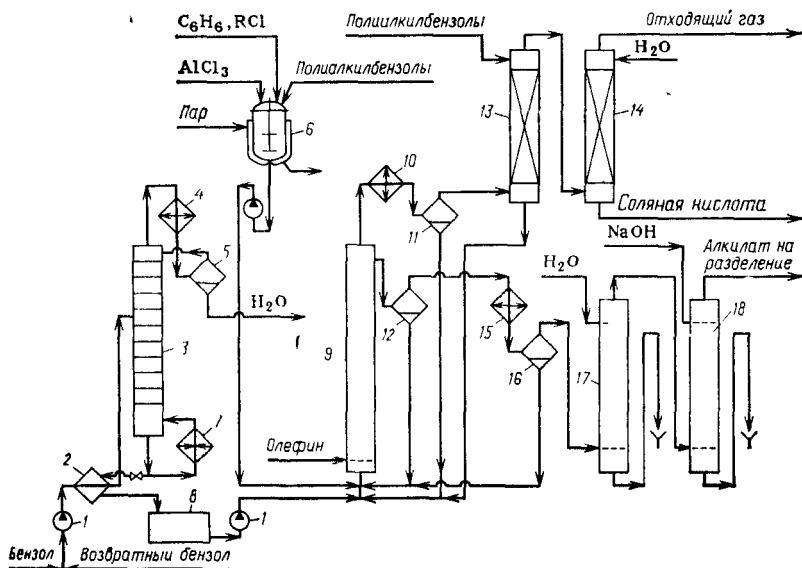 C₆H₆, RCl
Полиалкилбензолы
Отходящий газ
H₂O
AlCl₃
Полиалкилбензолы
13
14
Пар
6
10
4
11
Соляная кислота
NaOH
Алкилат на
разделение
5
H₂O
H₂O
12
15
18
3
9
16
17
7
Олефин
2
8
1
1
Бензол
Возвратный бензол